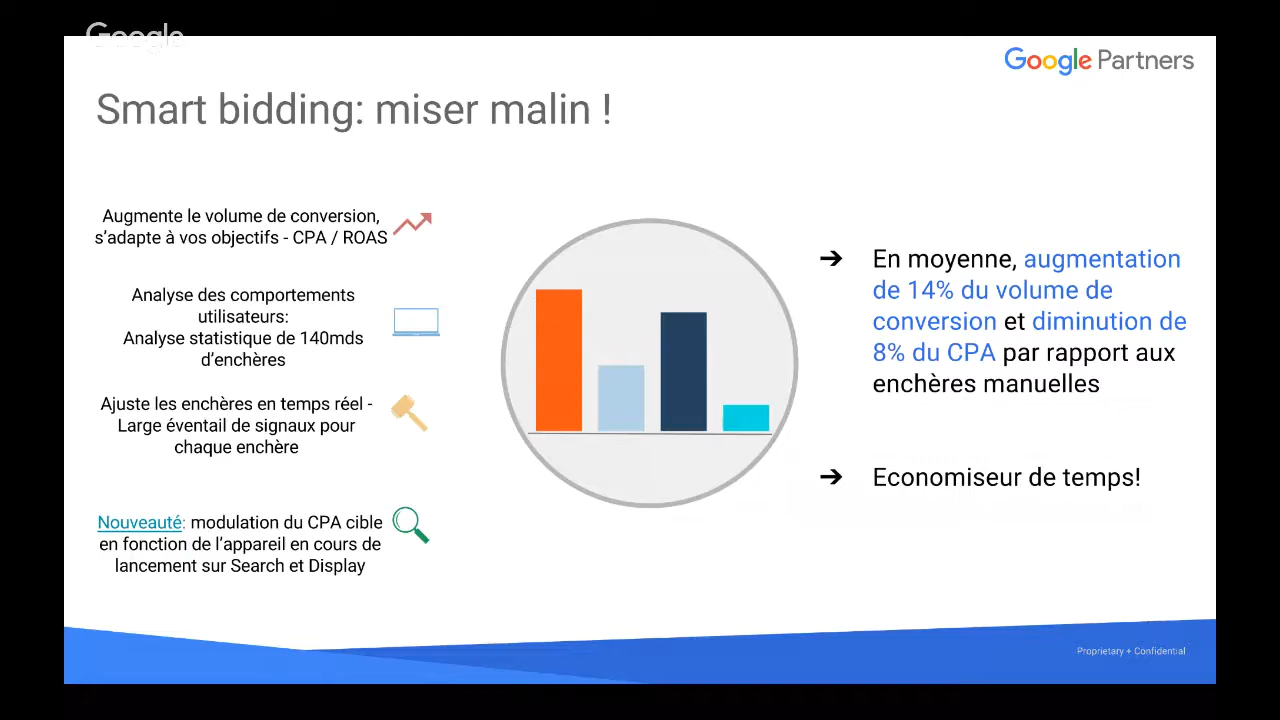 Google
Google Partners
Smart bidding: miser malin !
Augmente le volume de conversion,
s'adapte à vos objectifs - CPA / ROAS
Analyse des comportements
utilisateurs:
Analyse statistique de 140mds
d'enchères
Ajuste les enchères en temps réel -
Large éventail de signaux pour
chaque enchère
Nouveauté: modulation du CPA cible
en fonction de l'appareil en cours de
lancement sur Search et Display
➔ En moyenne, augmentation
de 14% du volume de
conversion et diminution de
8% du CPA par rapport aux
enchères manuelles
➔ Economiseur de temps!
Proprietary + Confidential